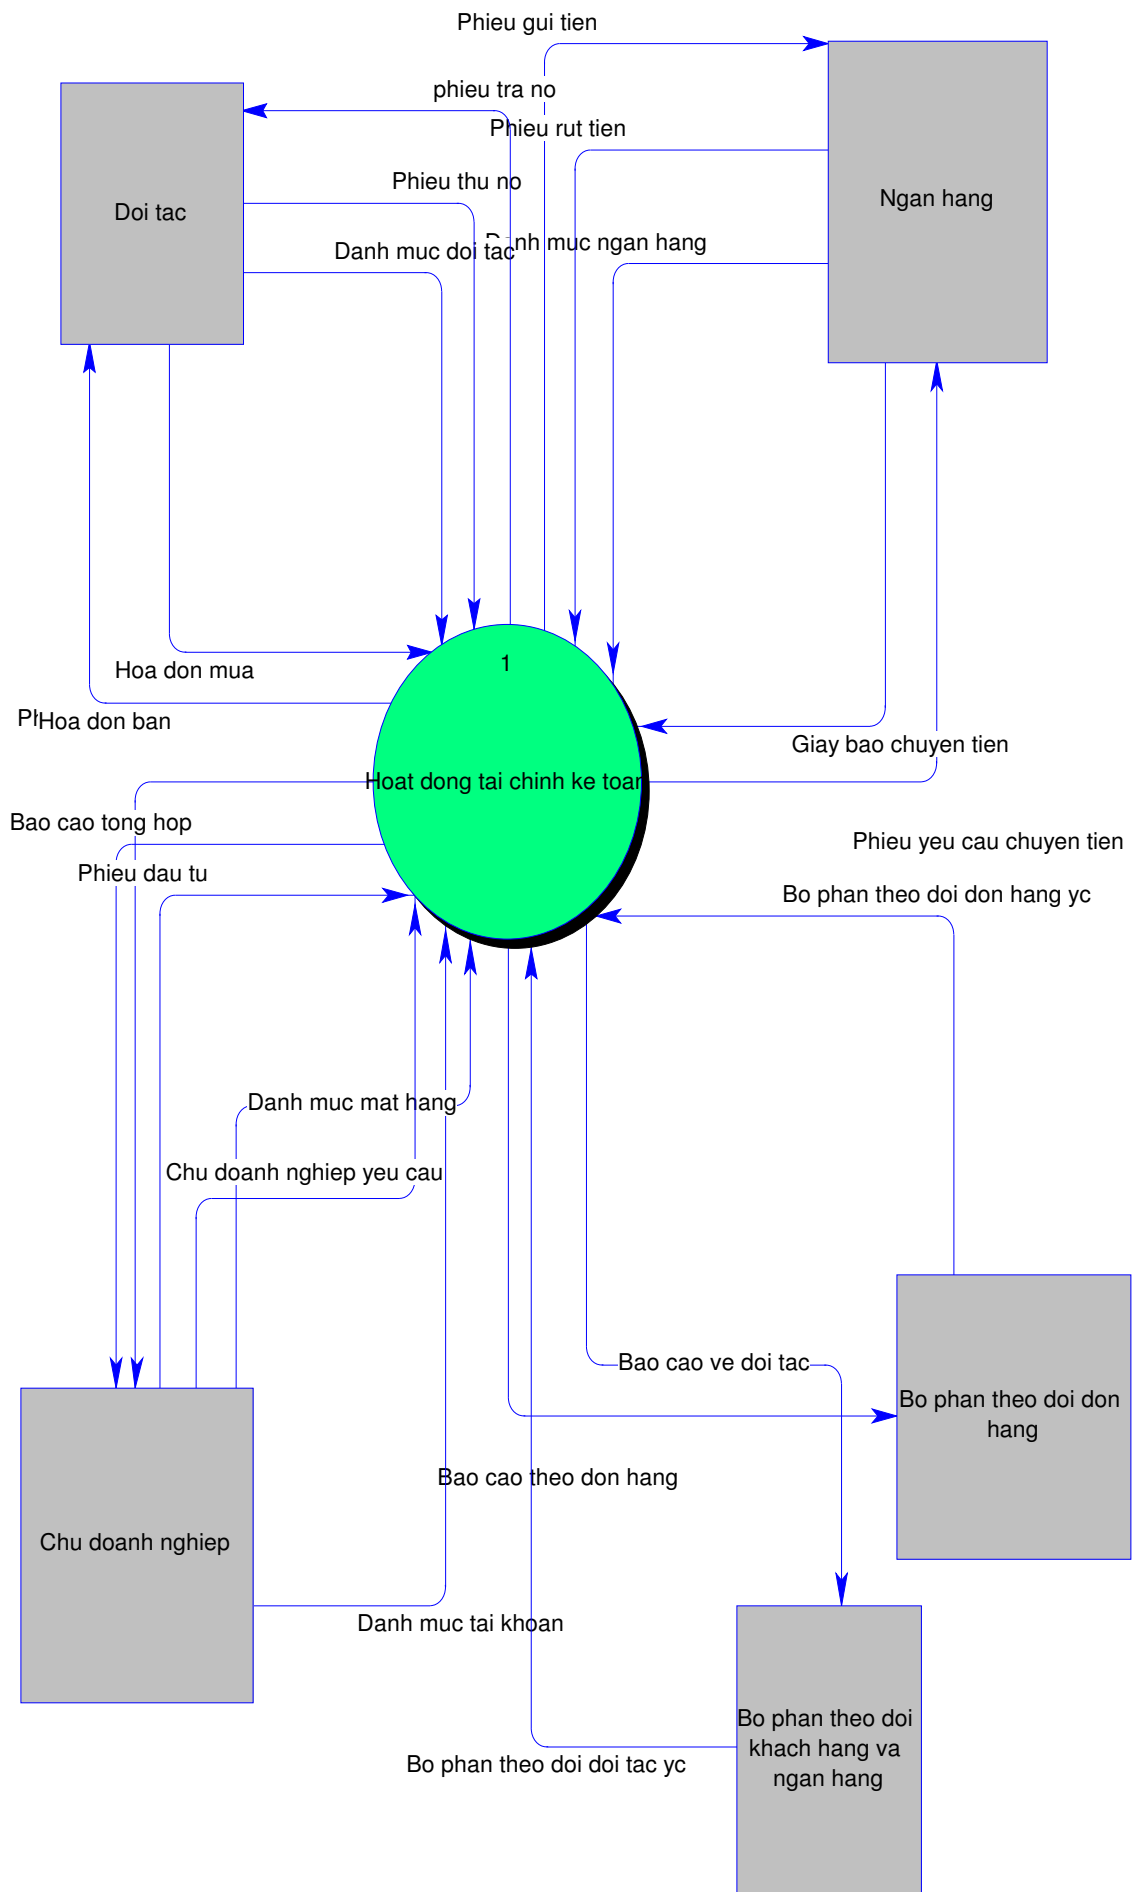 Phieu gui tien
phieu tra no
Phieu rut tien
Phieu thu no
Ngan hang
Doi tac
Danh muc ngan hang
Danh muc doi tac
1
Hoa don mua
Hoa don ban
Giay bao chuyen tien
Hoat dong tai chinh ke toan
Bao cao tong hop
Phieu yeu cau chuyen tien
Phieu dau tu
Bo phan theo doi don hang yc
Danh muc mat hang
Chu doanh nghiep yeu cau
Bao cao ve doi tac
Bo phan theo doi don
hang
Bao cao theo don hang
Chu doanh nghiep
Danh muc tai khoan
Bo phan theo doi
khach hang va
ngan hang
Bo phan theo doi doi tac yc